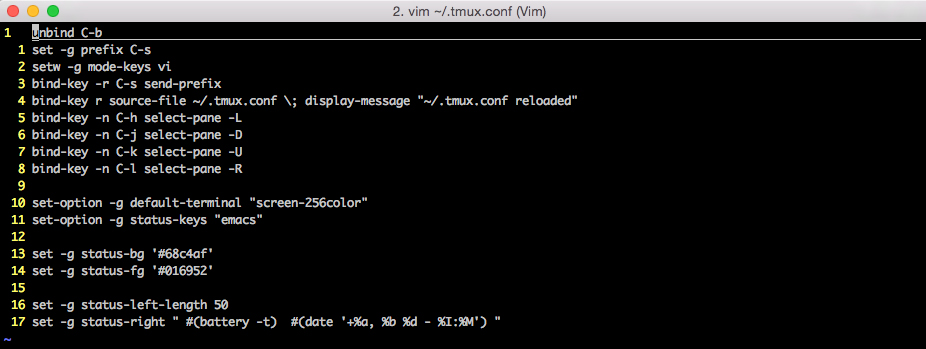 2. vim ~/.tmux.conf (Vim)
1 unbind C-b
1 set -g prefix C-s
2 setw -g mode-keys vi
3 bind-key -r C-s send-prefix
4 bind-key r source-file ~/.tmux.conf \; display-message "~/.tmux.conf reloaded"
5 bind-key -n C-h select-pane -L
6 bind-key -n C-j select-pane -D
7 bind-key -n C-k select-pane -U
8 bind-key -n C-l select-pane -R
9
10 set-option -g default-terminal "screen-256color"
11 set-option -g status-keys "emacs"
12
13 set -g status-bg '#68c4af'
14 set -g status-fg '#016952'
15
16 set -g status-left-length 50
17 set -g status-right " #(battery -t)  #(date '+%a, %b %d - %I:%M') "
~